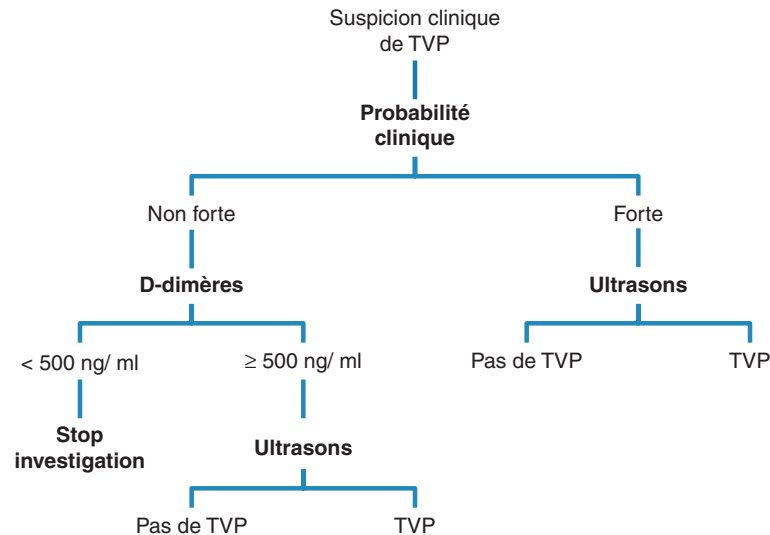 Suspicion clinique
de TVP
Probabilité
clinique
Non forte
Forte
D-dimères
Ultrasons
< 500 ng/ ml
≥ 500 ng/ ml
Pas de TVP
TVP
Stop
investigation
Ultrasons
Pas de TVP
TVP